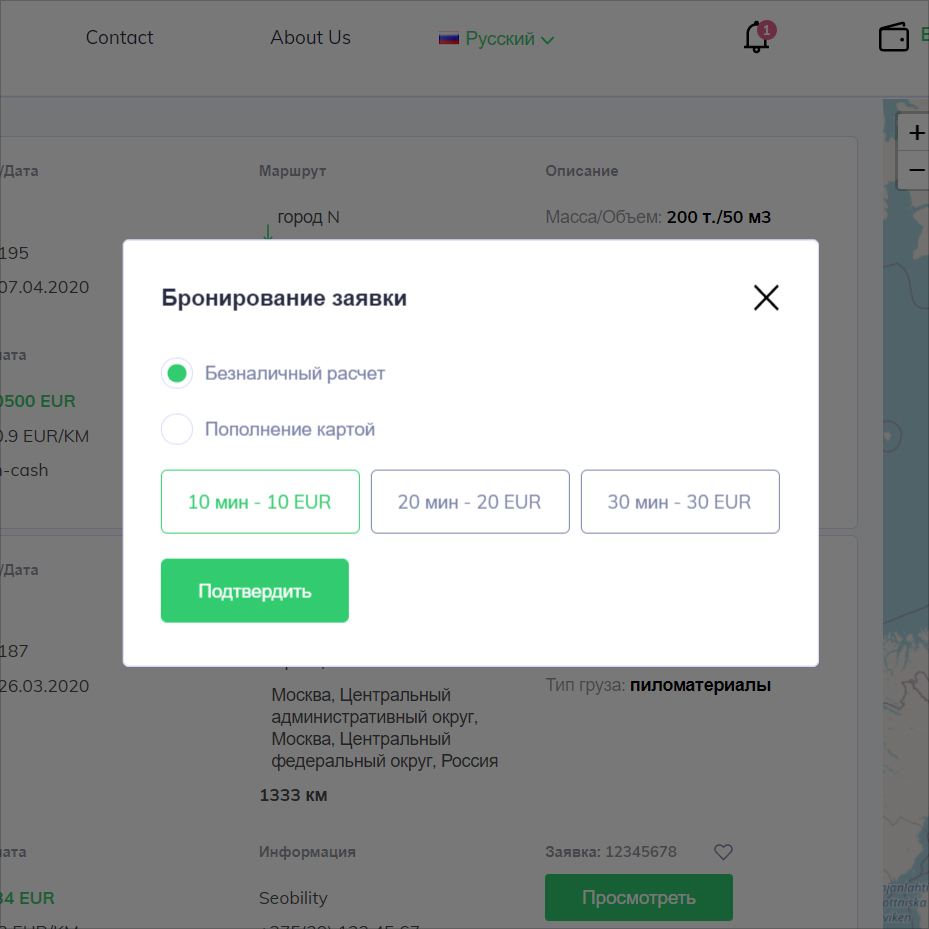 Contact
About Us
Русский
1
+
−
/Дата
Маршрут
Описание
город N
Масса/Объем: 200 т./50 м3
195
07.04.2020
Бронирование заявки
Безналичный расчет
0500 EUR
Пополнение картой
0.9 EUR/KM
n-cash
10 мин - 10 EUR
20 мин - 20 EUR
30 мин - 30 EUR
Подтвердить
/Дата
187
26.03.2020
Тип груза: пиломатериалы
Москва, Центральный
административный округ,
Москва, Центральный
федеральный округ, Россия
1333 км
Информация
Заявка: 12345678
34 EUR
Seobility
Просмотреть